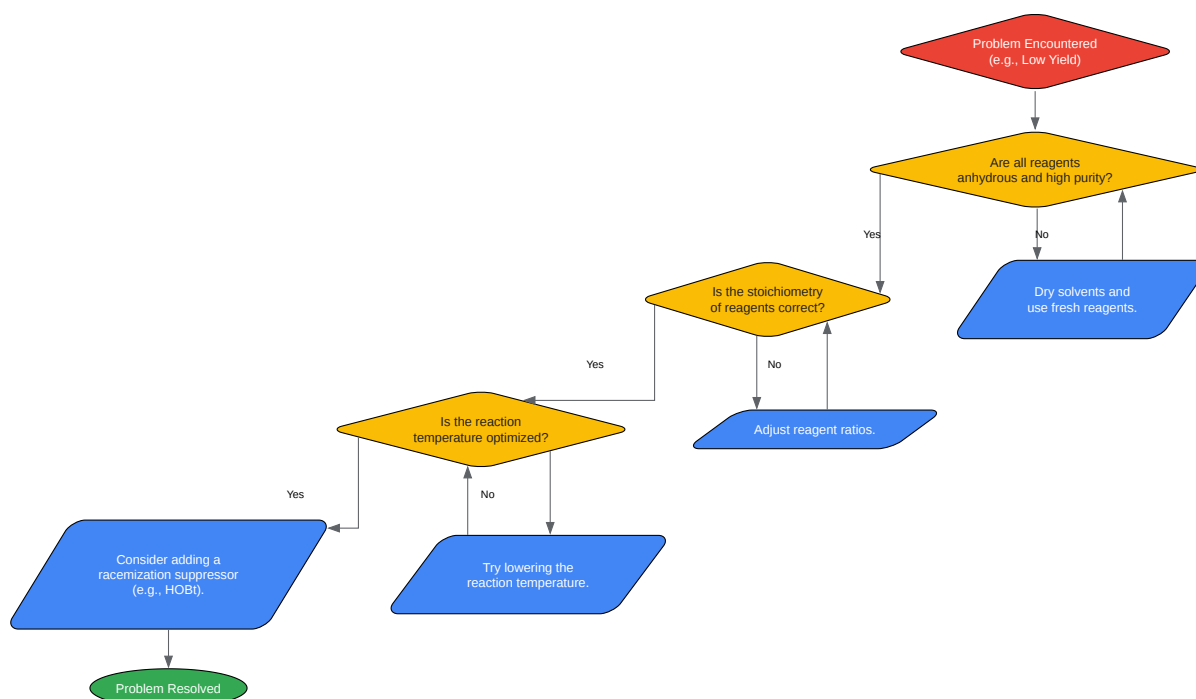 Problem Encountered
(e.g., Low Yield)
Are all reagents
anhydrous and high purity?
Yes
No
Dry solvents and
use fresh reagents.
Is the stoichiometry
of reagents correct?
Yes
No
Adjust reagent ratios.
Is the reaction
temperature optimized?
Yes
No
Try lowering the
reaction temperature.
Consider adding a
racemization suppressor
(e.g., HOBt).
Problem Resolved